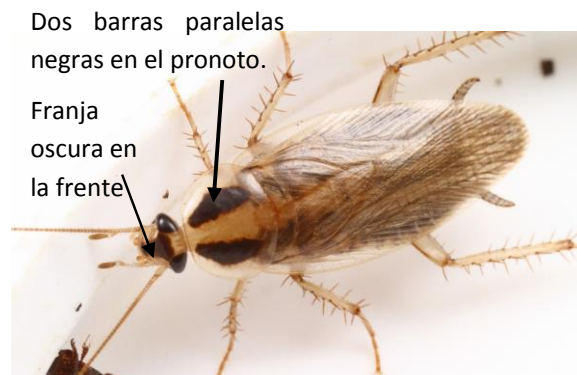 Dos barras paralelas
negras en el pronoto.
Franja
oscura en
la frente